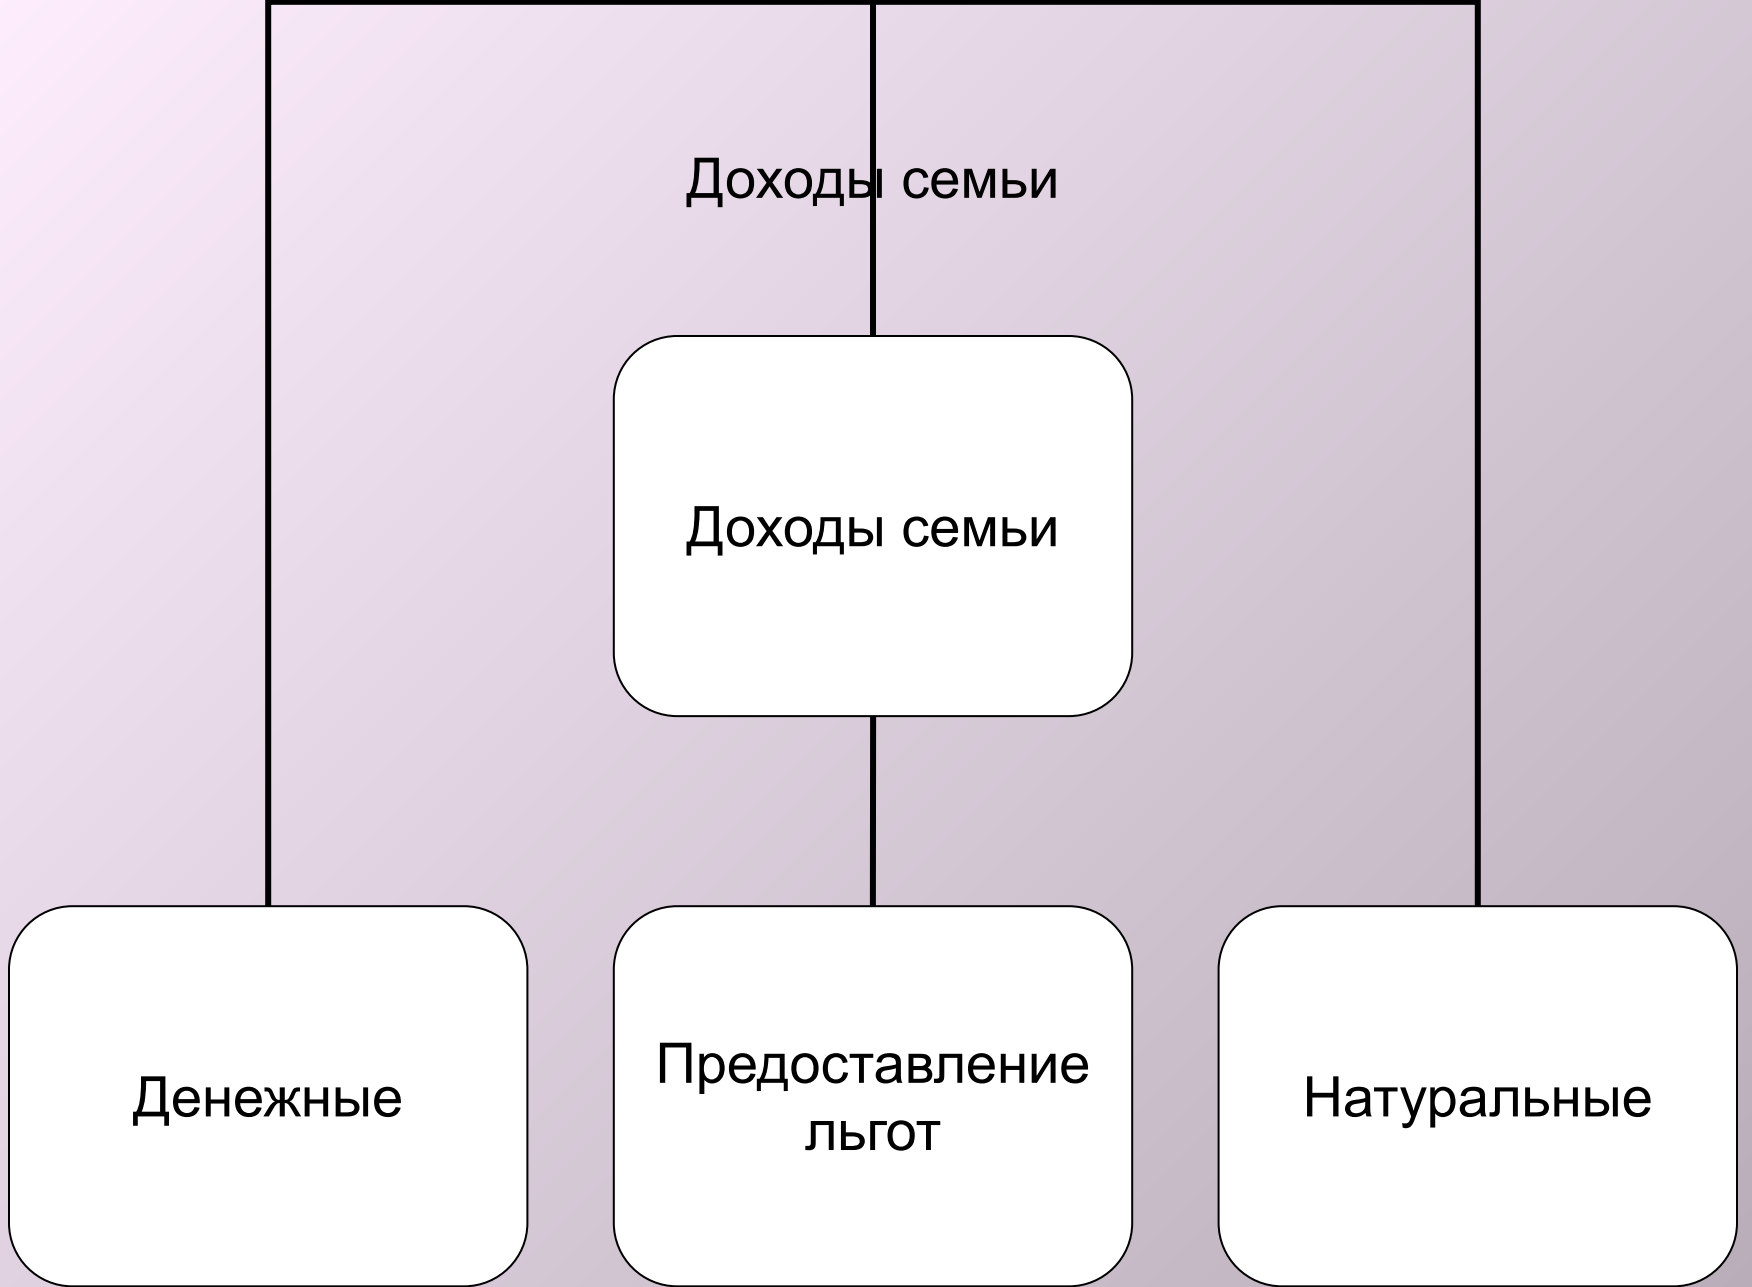 Доходы семьи
Доходы семьи
Денежные
Предоставление
льгот
Натуральные